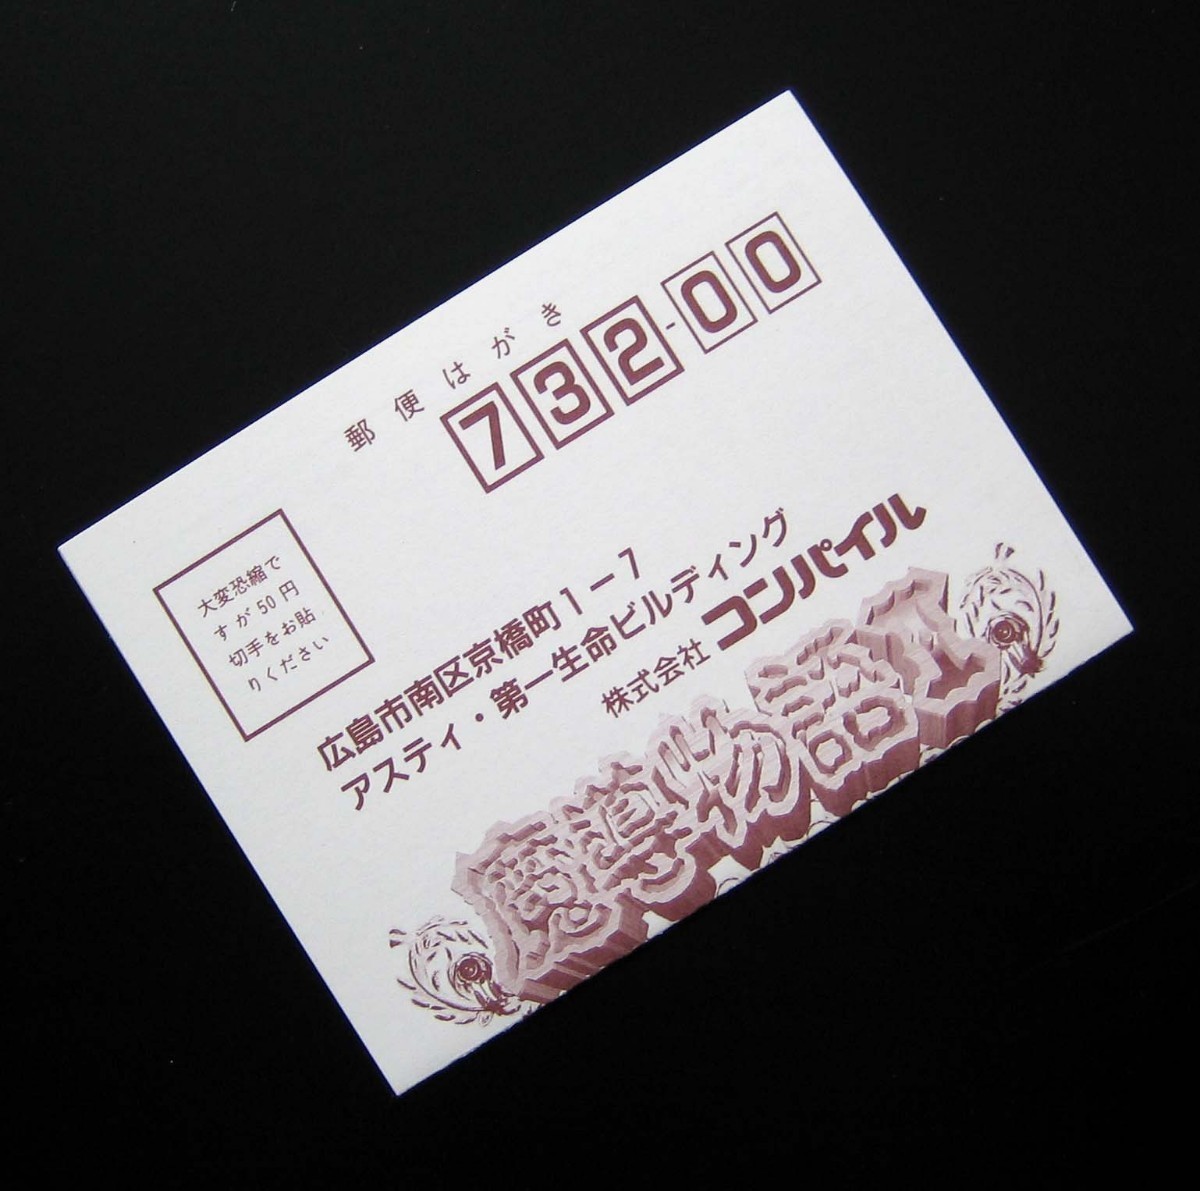 郵便はがき
732-00
大変恐縮で
すが50円
切手をお貼
りください
広島市南区京橋町1-7
アスティ・第一生命ビルディング
株式会社 コンパイル
魔導物語I